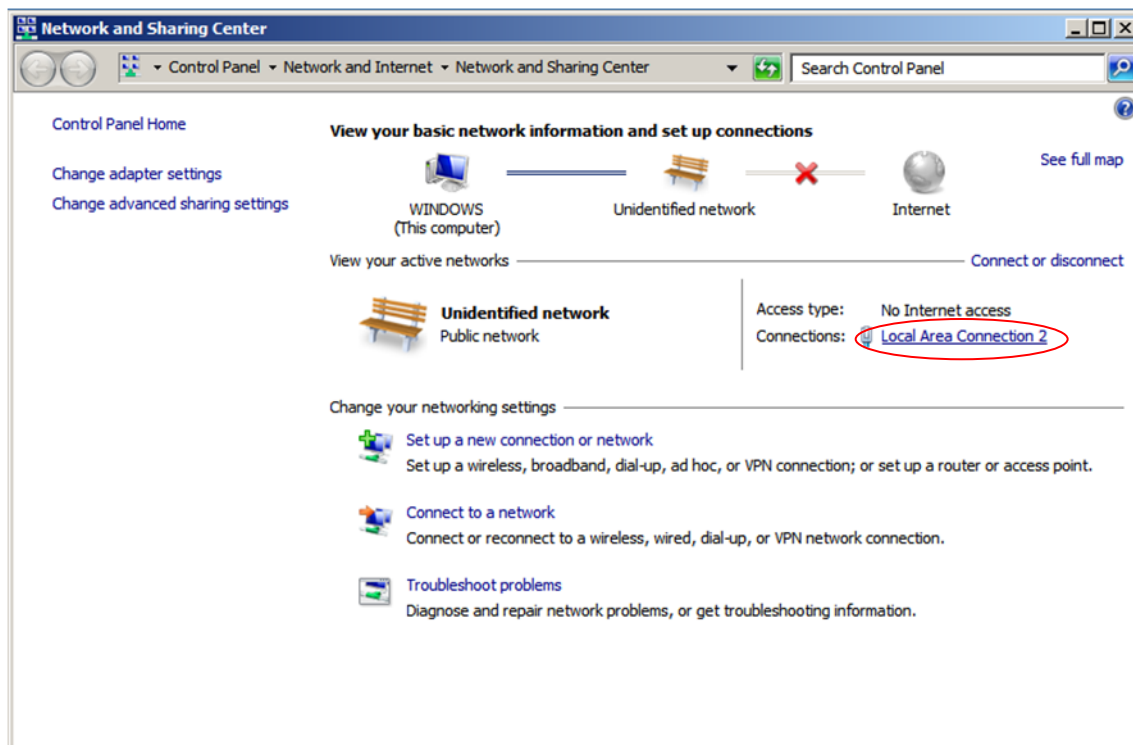 Network and Sharing Center
Control Panel Network and Internet Network and Sharing Center Search Control Panel
Control Panel Home
Change adapter settings
Change advanced sharing settings
View your basic network information and set up connections
See full map
WINDOWS
(This computer)
Unidentified network
Internet
View your active networks Connect or disconnect
Unidentified network
Public network
Access type: No Internet access
Connections: Local Area Connection 2
Change your networking settings
Set up a new connection or network
Set up a wireless, broadband, dial-up, ad hoc, or VPN connection; or set up a router or access point.
Connect to a network
Connect or reconnect to a wireless, wired, dial-up, or VPN network connection.
Troubleshoot problems
Diagnose and repair network problems, or get troubleshooting information.